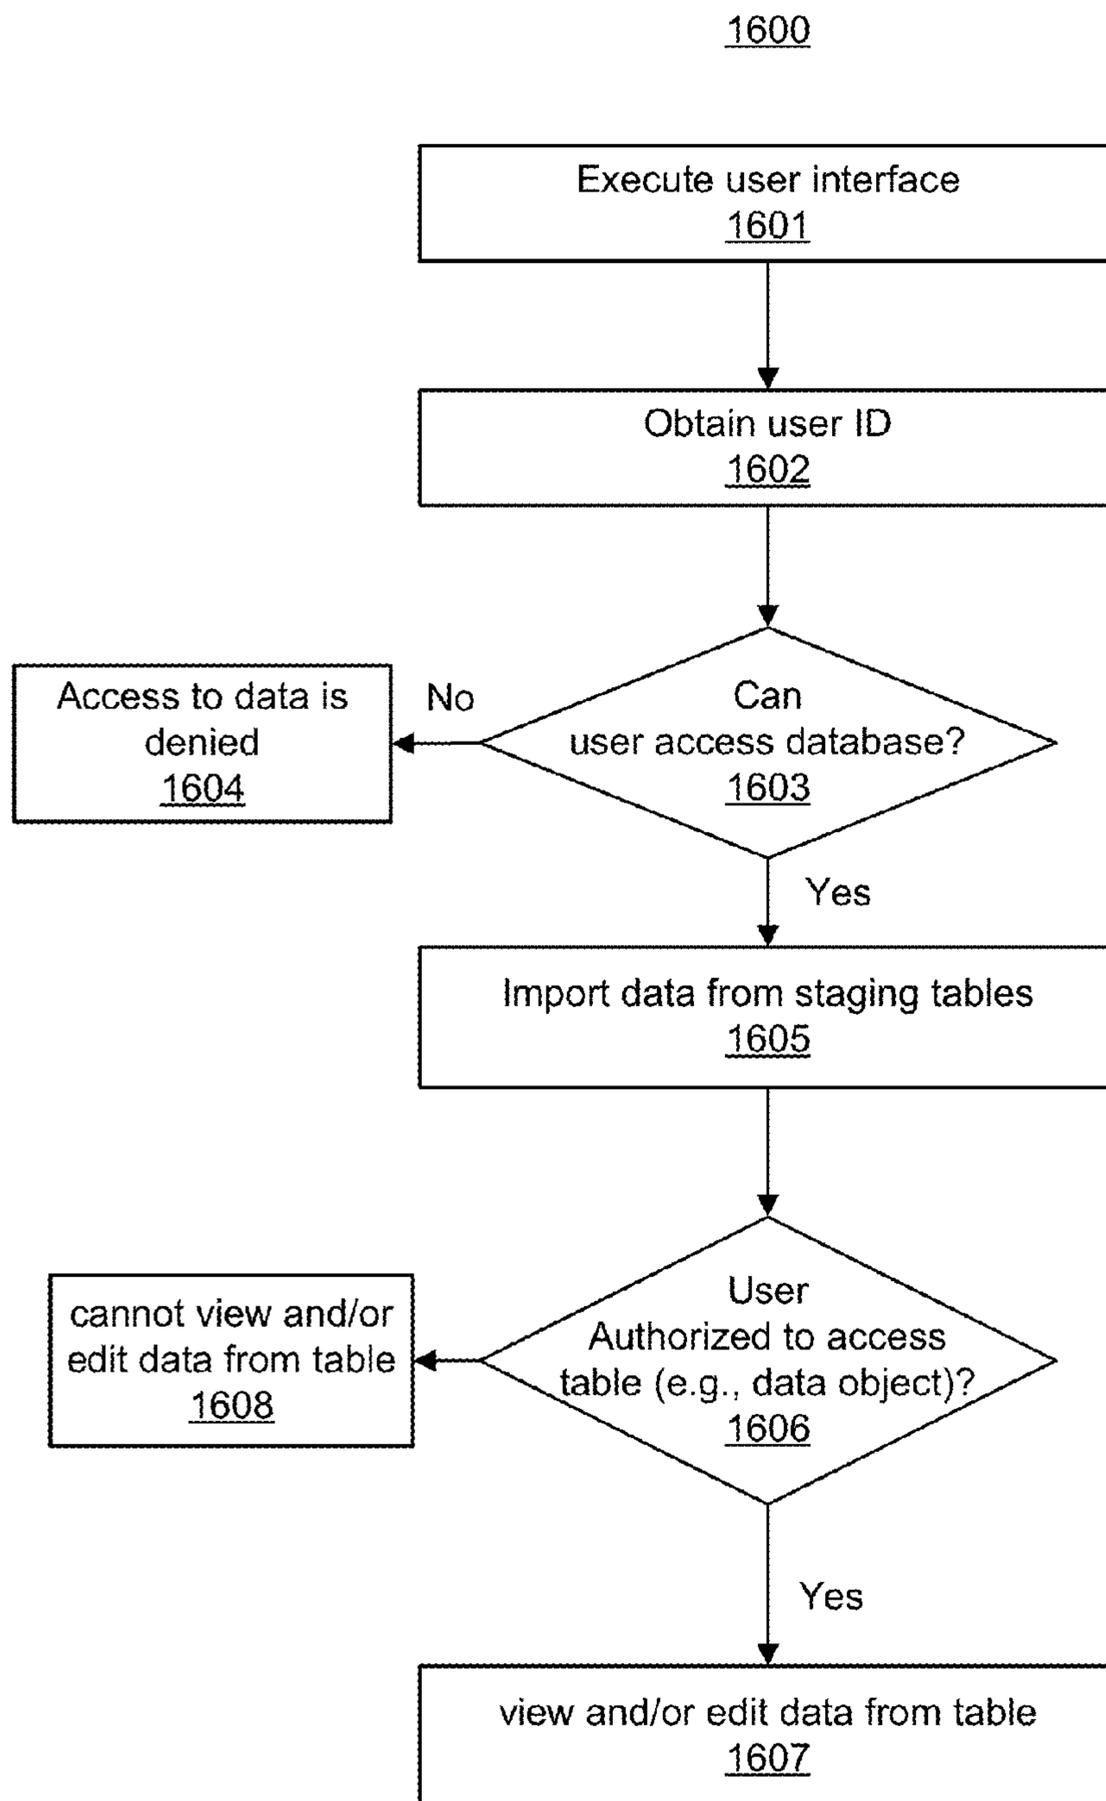 1600
Execute user interface
1601
Obtain user ID
1602
Can
user access database?
1603
No
Access to data is
denied
1604
Yes
Import data from staging tables
1605
User
Authorized to access
table (e.g., data object)?
1606
cannot view and/or
edit data from table
1608
Yes
view and/or edit data from table
1607